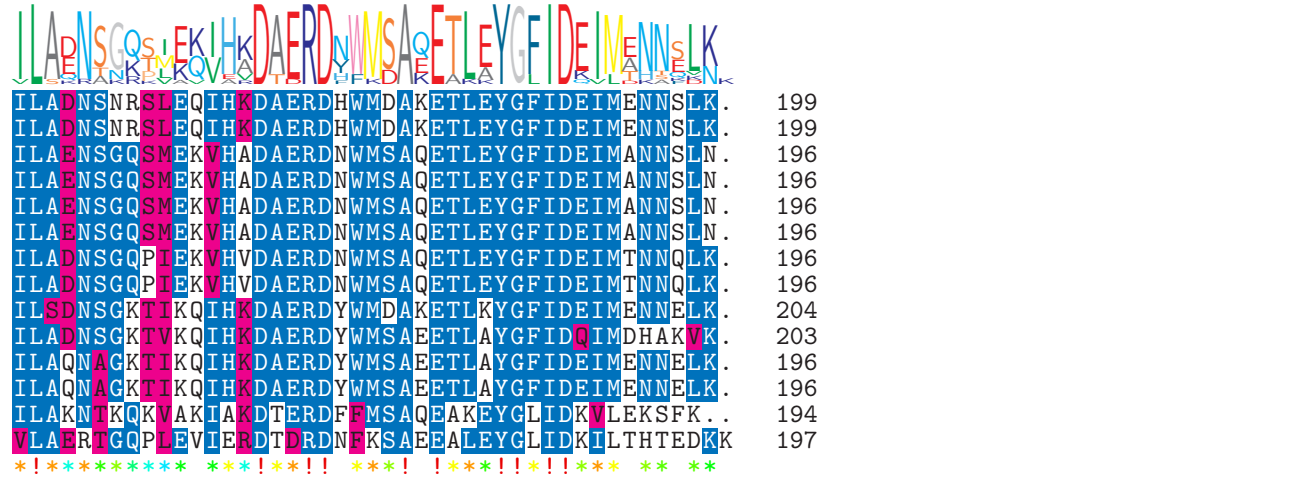 ILADNSGQSIEKIHKDAERDNWMSAQETLEYGFIDEIMENNSLK
ILADNSNRSLEQIHKDAERDHWMDAKETLEYGFIDEIMENNSLK. 199
ILADNSNRSLEQIHKDAERDHWMDAKETLEYGFIDEIMENNSLK. 199
ILAENSGQSMEKVHADAERDNWMSAQETLEYGFIDEIMANNSLN. 196
ILAENSGQSMEKVHADAERDNWMSAQETLEYGFIDEIMANNSLN. 196
ILAENSGQSMEKVHADAERDNWMSAQETLEYGFIDEIMANNSLN. 196
ILAENSGQSMEKVHADAERDNWMSAQETLEYGFIDEIMANNSLN. 196
ILADNSGQPIEKVHVDAERDNWMSAQETLEYGFIDEIMTNNQLK. 196
ILADNSGQPIEKVHVDAERDNWMSAQETLEYGFIDEIMTNNQLK. 196
ILSDNSGKTIKQIHKDAERDYWMDAKETLKYGFIDEIMENNELK. 204
ILADNSGKTVKQIHKDAERDYWMSAEETLAYGFIDQIMDHAKVK. 203
ILAQNAGKTIKQIHKDAERDYWMSAEETLAYGFIDEIMENNELK. 196
ILAQNAGKTIKQIHKDAERDYWMSAEETLAYGFIDEIMENNELK. 196
ILAKNTKQKVAKIAKDTERDFFMSAQEAKEYGLIDKVLEKSFK.. 194
VLAERTGQPLEVIERDTDRDNFKSAEEALEYGLIDKILTHTEDKK 197
*!********* ***!**!! ***! !***!!*!!*** ** **